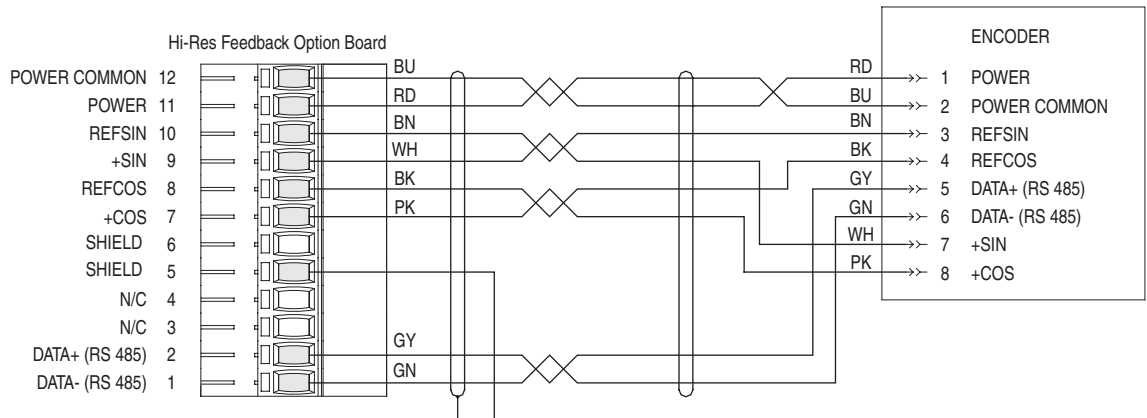 ENCODER
Hi-Res Feedback Option Board
POWER COMMON 12 BU RD 1 POWER
POWER 11 RD BU 2 POWER COMMON
REFSIN 10 BN BN 3 REFSIN
+SIN 9 WH BK 4 REFCOS
REFCOS 8 BK GY 5 DATA+ (RS 485)
+COS 7 PK GN 6 DATA- (RS 485)
SHIELD 6 WH 7 +SIN
SHIELD 5 PK 8 +COS
N/C 4
N/C 3
DATA+ (RS 485) 2 GY
DATA- (RS 485) 1 GN